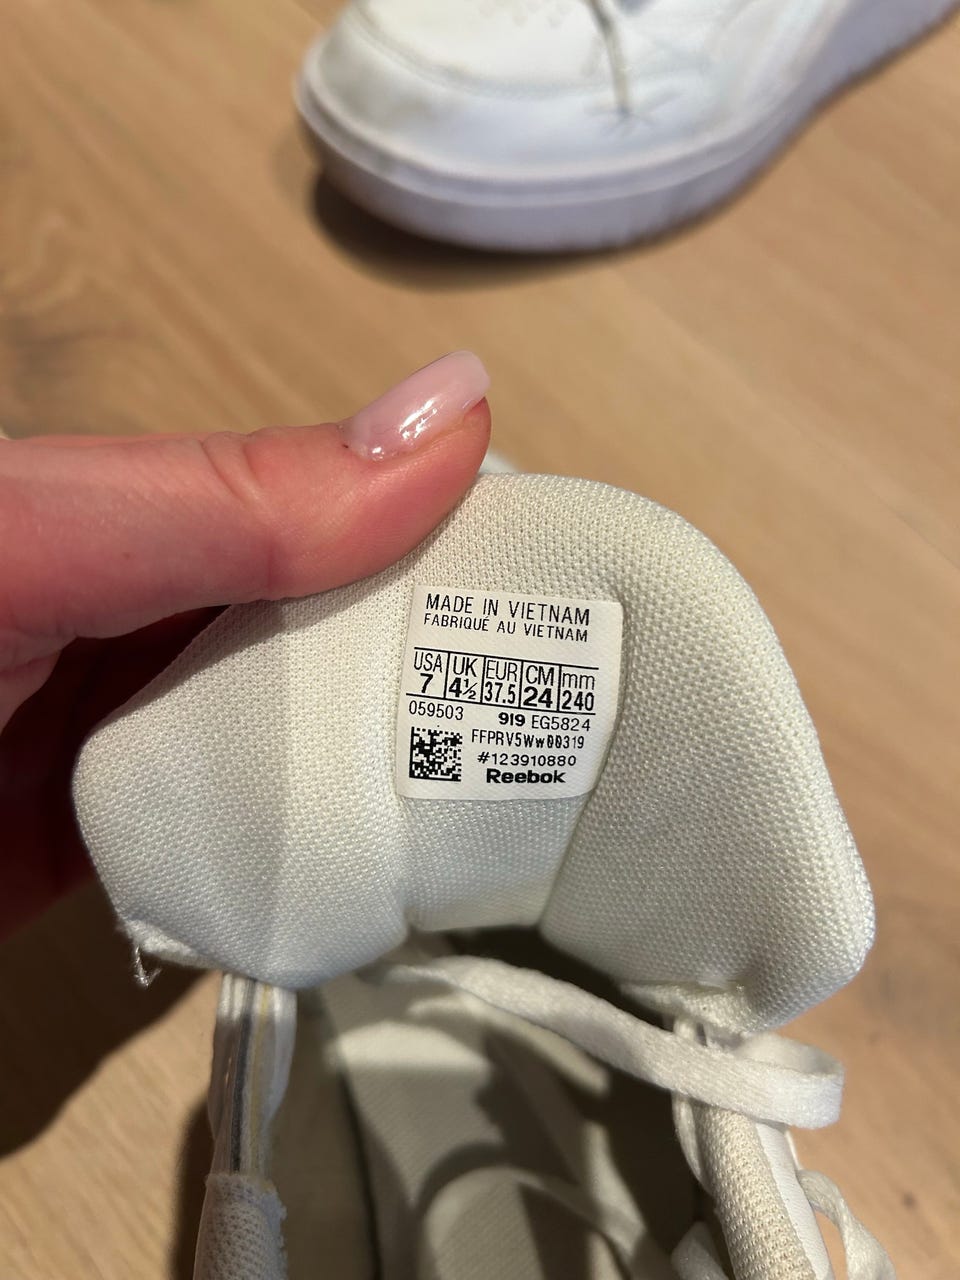 MADE IN VIETNAM
FABRIQUÉ AU VIETNAM
USA UK EUR CM mm
7 4½ 37.5 24 240
059503 919 EG5824
FFPRV5Ww00319
#123910880
Reebok